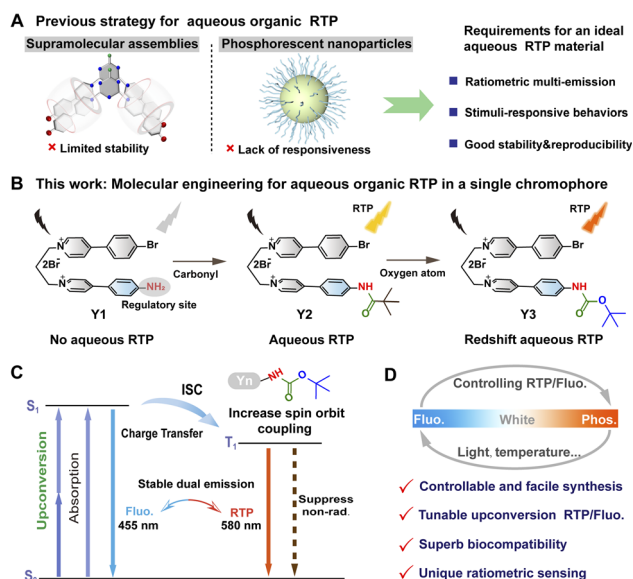 A Previous strategy for aqueous organic RTP
Supramolecular assemblies
× Limited stability
Phosphorescent nanoparticles
× Lack of responsiveness
Requirements for an ideal
aqueous RTP material
Ratiometric multi-emission
Stimuli-responsive behaviors
Good stability&reproducibility
B This work: Molecular engineering for aqueous organic RTP in a single chromophore
N+
Br
2Br-
N+
NH₂
Y1
Regulatory site
No aqueous RTP
Carbonyl
RTP
N+
Br
2Br-
N+
NH
O
Y2
Aqueous RTP
Oxygen atom
RTP
N+
Br
2Br-
N+
NH
O
O
Y3
Redshift aqueous RTP
C
S1
Upconversion
Absorption
ISC
Charge Transfer
Yn
NH
O
O
Increase spin orbit
coupling
T1
Stable dual emission
Fluo.
455 nm
RTP
580 nm
Suppress
non-rad.
D
Controlling RTP/Fluo.
Fluo. White Phos.
Light, temperature...
✓ Controllable and facile synthesis
✓ Tunable upconversion RTP/Fluo.
✓ Superb biocompatibility
✓ Unique ratiometric sensing